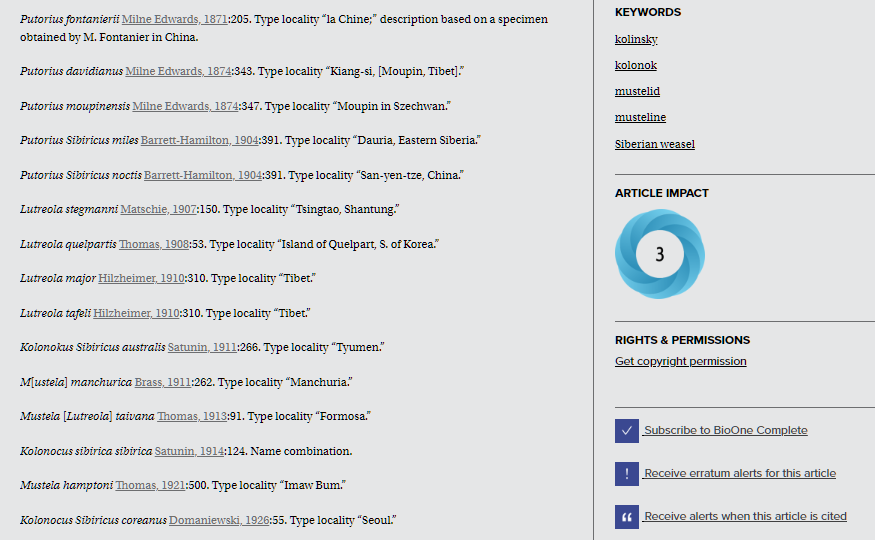 Putorius fontanierii Milne Edwards, 1871:205. Type locality “la Chine;” description based on a specimen
obtained by M. Fontanier in China.
Putorius davidianus Milne Edwards, 1874:343. Type locality “Kiang-si, [Moupin, Tibet].”
Putorius moupinensis Milne Edwards, 1874:347. Type locality “Moupin in Szechwan.”
Putorius Sibiricus miles Barrett-Hamilton, 1904:391. Type locality “Dauria, Eastern Siberia.”
Putorius Sibiricus noctis Barrett-Hamilton, 1904:391. Type locality “San-yen-tze, China.”
Lutreola stegmanni Matschie, 1907:150. Type locality “Tsingtao, Shantung.”
Lutreola quelpartis Thomas, 1908:53. Type locality “Island of Quelpart, S. of Korea.”
Lutreola major Hilzheimer, 1910:310. Type locality “Tibet.”
Lutreola tafeli Hilzheimer, 1910:310. Type locality “Tibet.”
Kolonokus Sibiricus australis Satunin, 1911:266. Type locality “Tyumen.”
M[ustela] manchurica Brass, 1911:262. Type locality “Manchuria.”
Mustela [Lutreola] taivana Thomas, 1913:91. Type locality “Formosa.”
Kolonocus sibirica sibirica Satunin, 1914:124. Name combination.
Mustela hamptoni Thomas, 1921:500. Type locality “Imaw Bum.”
Kolonocus Sibiricus coreanus Domaniewski, 1926:55. Type locality “Seoul.”
KEYWORDS
kolinsky
kolonok
mustelid
musteline
Siberian weasel
ARTICLE IMPACT
3
RIGHTS & PERMISSIONS
Get copyright permission
Subscribe to BioOne Complete
! Receive erratum alerts for this article
“ Receive alerts when this article is cited